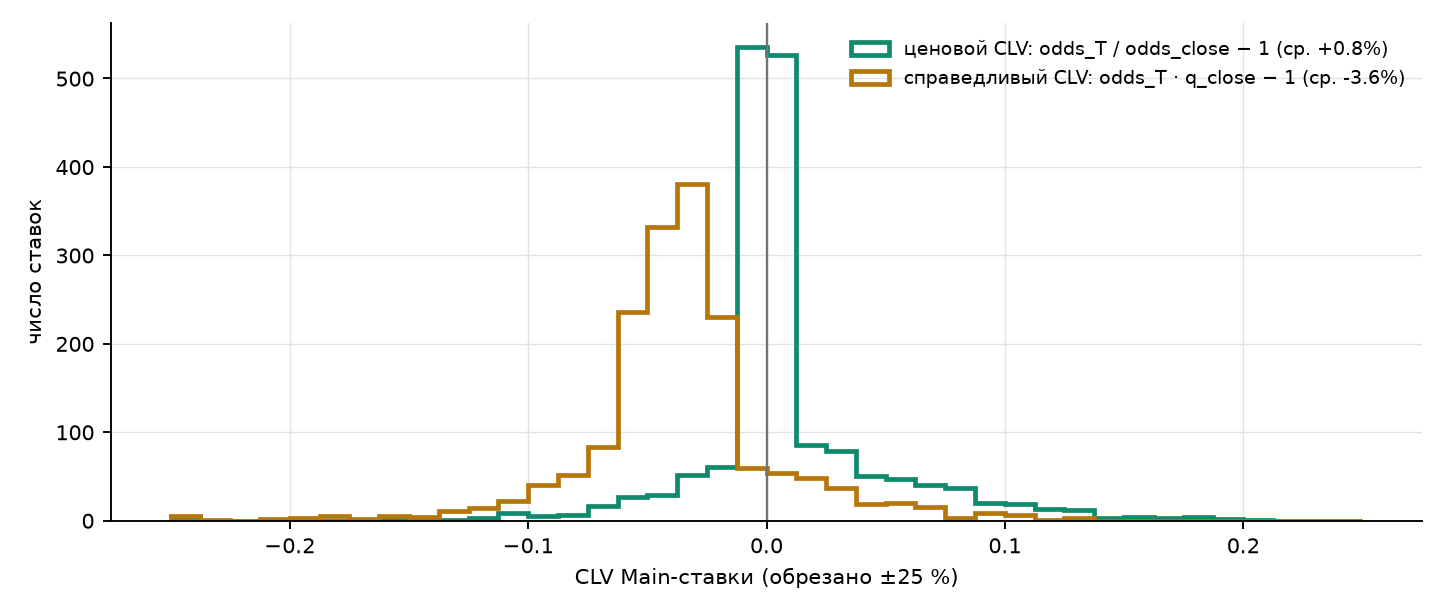 ценовой CLV: odds_T / odds_close − 1 (ср. +0.8%)
справедливый CLV: odds_T · q_close − 1 (ср. -3.6%)
число ставок
500
400
300
200
100
0
−0.2
−0.1
0.0
0.1
0.2
CLV Main-ставки (обрезано ±25 %)